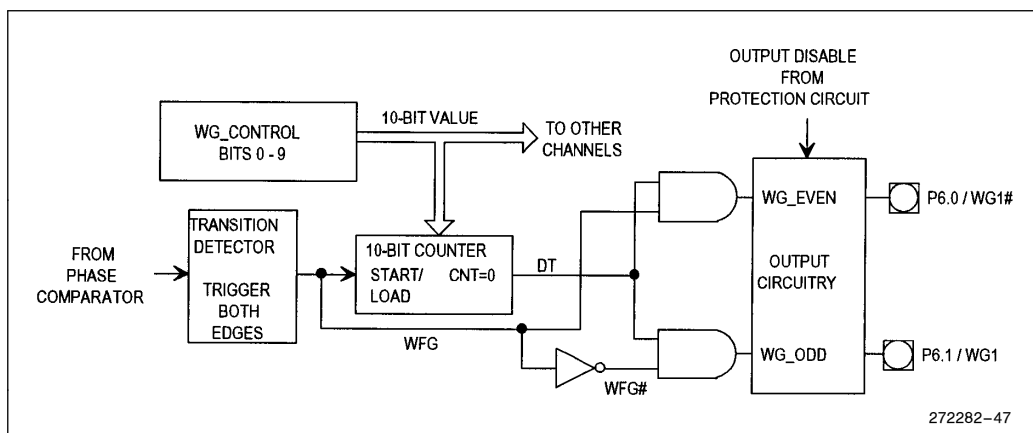 OUTPUT DISABLE
FROM
PROTECTION CIRCUIT
WG_CONTROL
BITS 0 - 9
10-BIT VALUE
TO OTHER
CHANNELS
FROM
PHASE
COMPARATOR
TRANSITION
DETECTOR
TRIGGER
BOTH
EDGES
10-BIT COUNTER
START/ CNT=0
LOAD
DT
WFG
WFG#
WG_EVEN
OUTPUT
CIRCUITRY
WG_ODD
P6.0 / WG1#
P6.1 / WG1
272282-47